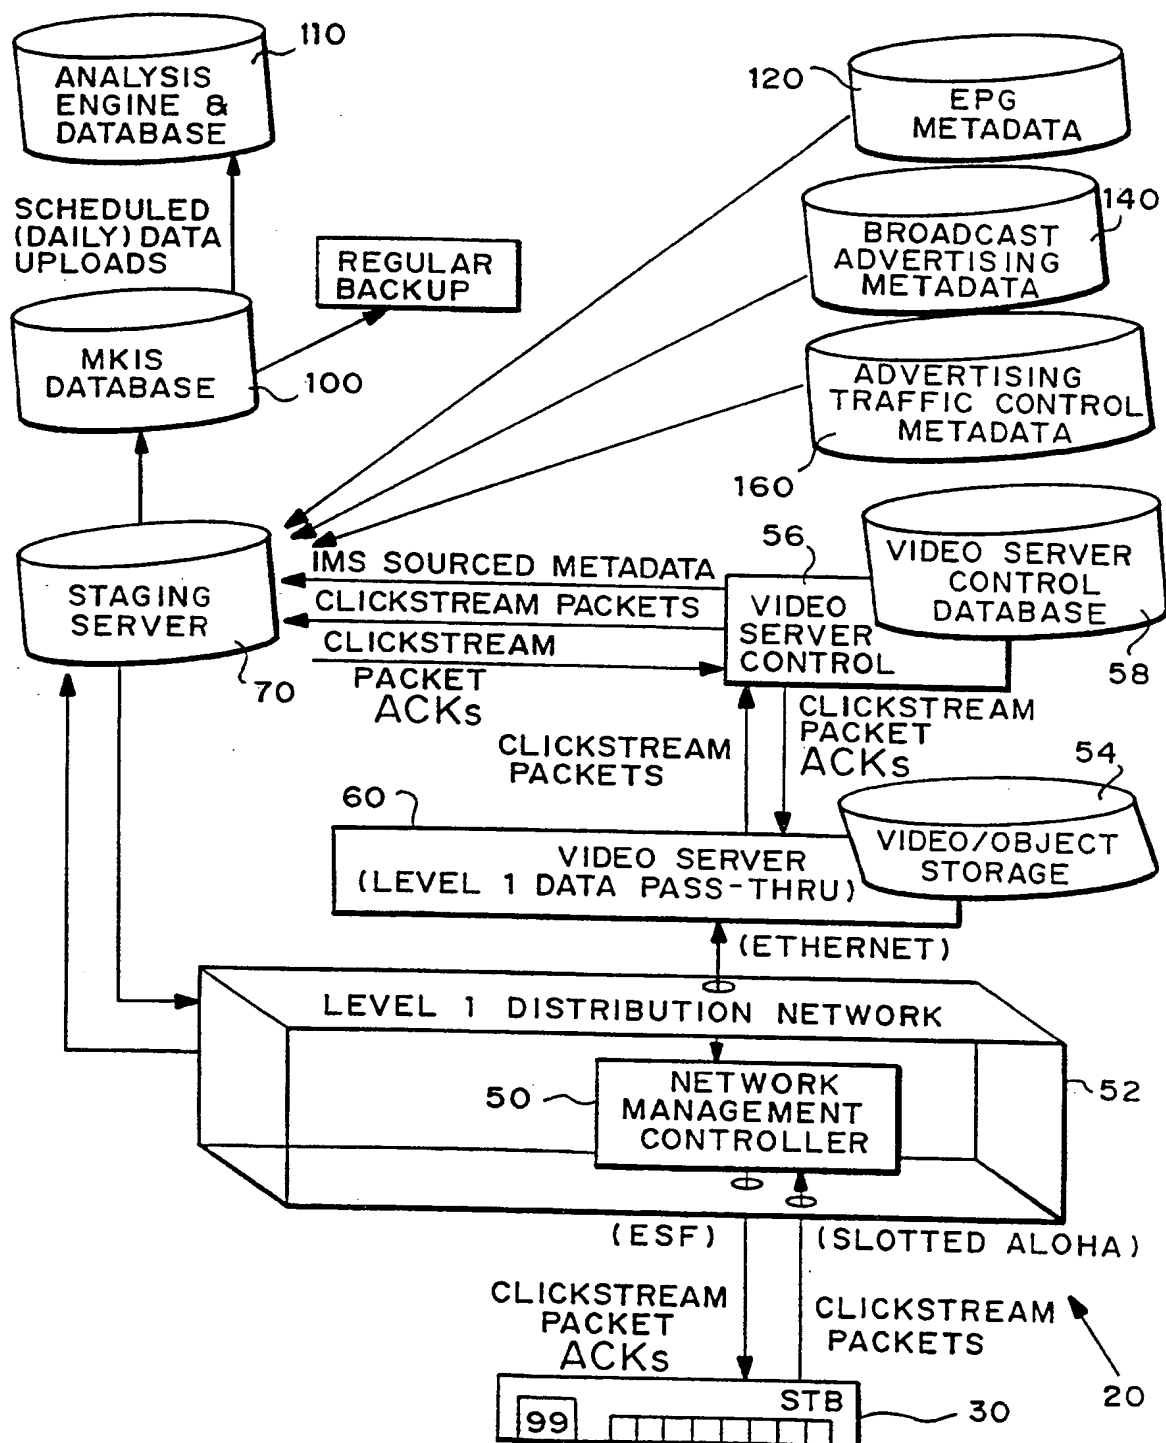 110
ANALYSIS
ENGINE &
DATABASE
120
EPG
METADATA
SCHEDULED
(DAILY) DATA
UPLOADS
140
BROADCAST
ADVERTISING
METADATA
REGULAR
BACKUP
MKIS
DATABASE
100
ADVERTISING
TRAFFIC CONTROL
METADATA
160
56
VIDEO SERVER
CONTROL
DATABASE
58
IMS SOURCED METADATA
CLICKSTREAM PACKETS
CLICKSTREAM
PACKET
ACKs
STAGING
SERVER
70
VIDEO
SERVER
CONTROL
CLICKSTREAM
PACKETS
CLICKSTREAM
PACKET
ACKs
54
60
VIDEO SERVER
(LEVEL 1 DATA PASS-THRU)
VIDEO/OBJECT
STORAGE
(ETHERNET)
LEVEL 1 DISTRIBUTION NETWORK
50
NETWORK
MANAGEMENT
CONTROLLER
52
(ESF)
(SLOTTED ALOHA)
CLICKSTREAM
PACKET
ACKs
CLICKSTREAM
PACKETS
20
STB
99
30